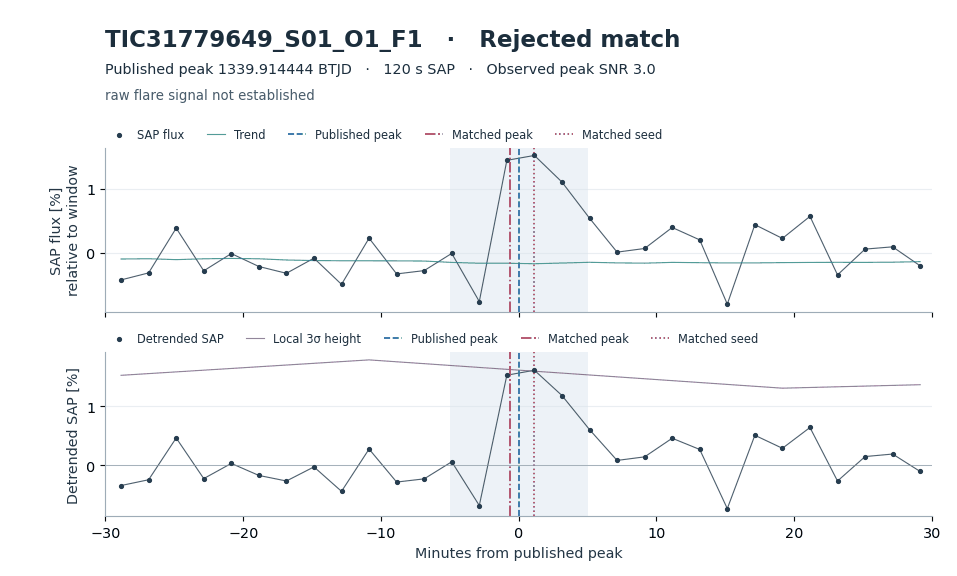 TIC31779649_S01_O1_F1 · Rejected match
Published peak 1339.914444 BTJD · 120 s SAP · Observed peak SNR 3.0
raw flare signal not established
SAP flux Trend Published peak Matched peak Matched seed
SAP flux [%]
relative to window
1
0
Detrended SAP Local 3σ height Published peak Matched peak Matched seed
Detrended SAP [%]
1
0
−30 −20 −10 0 10 20 30
Minutes from published peak